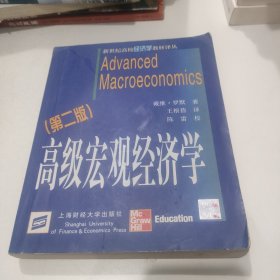 新世纪高校经济学教材译丛
Advanced
Macroeconomics
戴维·罗默 著
王根蓓 译
陈雷 校
(第二版)
高级宏观经济学
上海财经大学出版社
Shanghai University
of Finance & Economics Press
Mc
Graw
Hill
Education